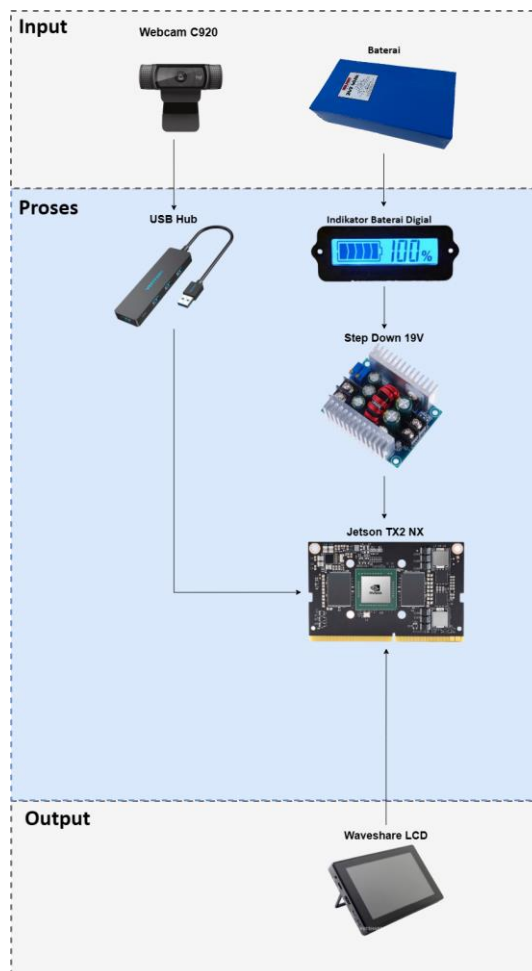 Input
Webcam C920
Baterai
Proses
USB Hub
Indikator Baterai Digial
100%
Step Down 19V
Jetson TX2 NX
Output
Waveshare LCD